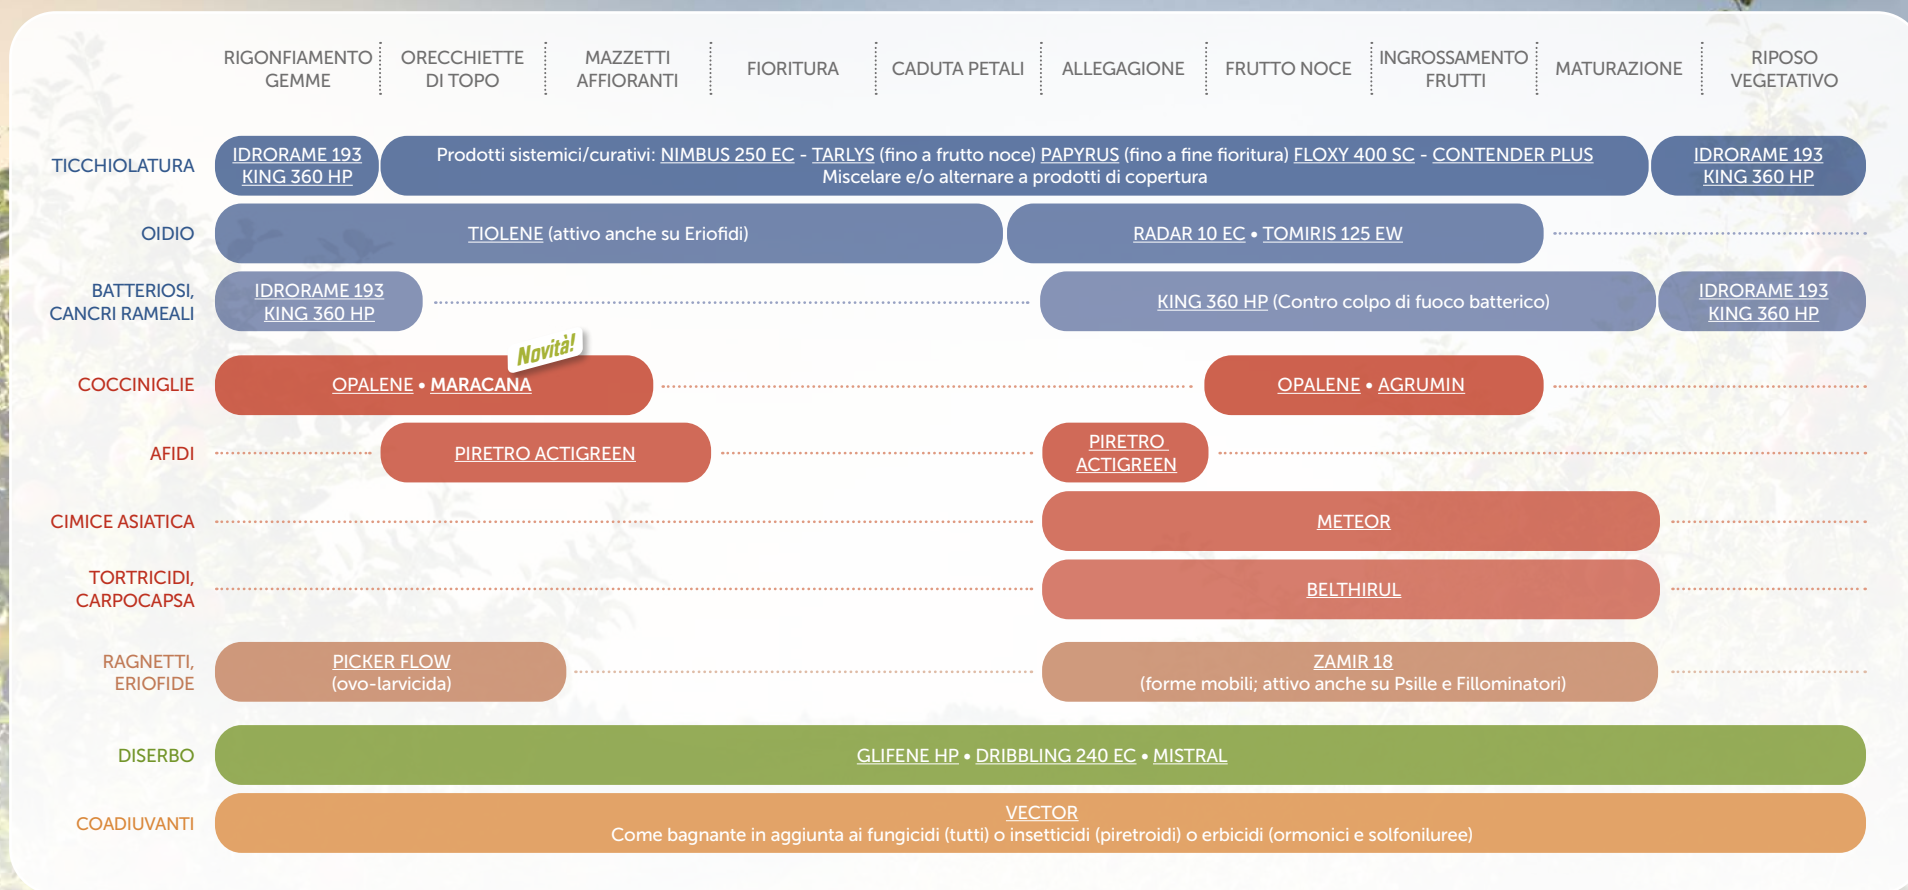 RIGONFIAMENTO
GEMME
ORECCHIETTE
DI TOPO
MAZZETTI
AFFIORANTI
FIORITURA
CADUTA PETALI
ALLEGAGIONE
FRUTTO NOCE
INGROSSAMENTO
FRUTTI
MATURAZIONE
RIPOSO
VEGETATIVO
TICCHIOLATURA
IDRORAME 193
KING 360 HP
Prodotti sistemici/curativi: NIMBUS 250 EC - TARLYS (fino a frutto noce) PAPYRUS (fino a fine fioritura) FLOXY 400 SC - CONTENDER PLUS
Miscelare e/o alternare a prodotti di copertura
IDRORAME 193
KING 360 HP
OIDIO
TIOLENE (attivo anche su Eriofidi)
RADAR 10 EC • TOMIRIS 125 EW
BATTERIOSI,
CANCRI RAMEALI
IDRORAME 193
KING 360 HP
KING 360 HP (Contro colpo di fuoco batterico)
IDRORAME 193
KING 360 HP
Novità!
COCCINIGLIE
OPALENE • MARACANA
OPALENE • AGRUMIN
AFIDI
PIRETRO ACTIGREEN
PIRETRO
ACTIGREEN
CIMICE ASIATICA
METEOR
TORTRICIDI,
CARPOCAPSA
BELTHIRUL
RAGNETTI,
ERIOFIDE
PICKER FLOW
(ovo-larvicida)
ZAMIR 18
(forme mobili; attivo anche su Psille e Fillominatori)
DISERBO
GLIFENE HP • DRIBBLING 240 EC • MISTRAL
COADIUVANTI
VECTOR
Come bagnante in aggiunta ai fungicidi (tutti) o insetticidi (piretroidi) o erbicidi (ormonici e solfoniluree)